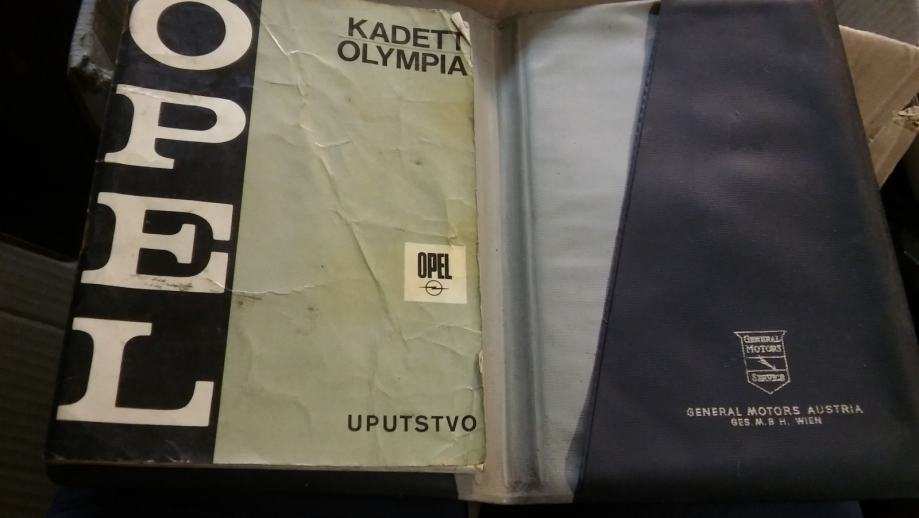 OPEL
KADETT
OLYMPIA
OPEL
UPUTSTVO
GENERAL
MOTORS
SERVICE
GENERAL MOTORS AUSTRIA
GES. M. B H. WIEN